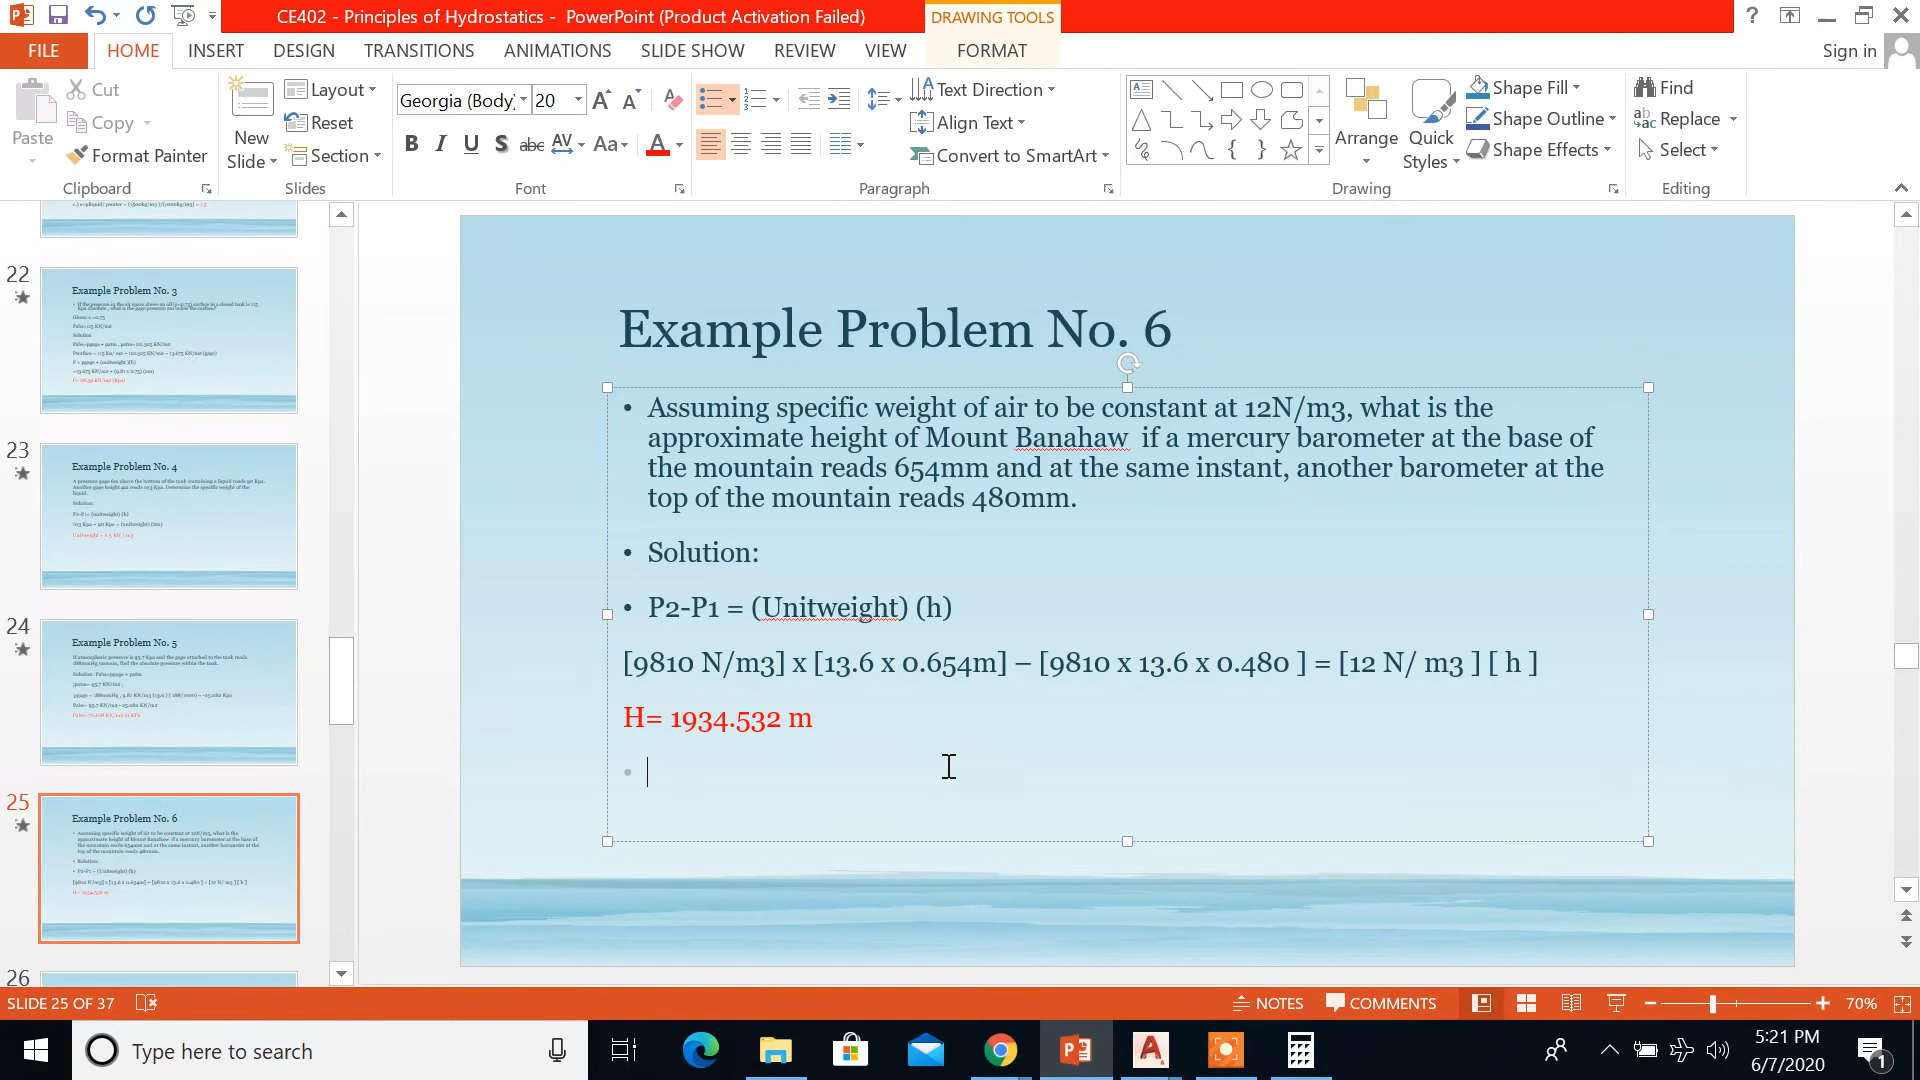 CE402 - Principles of Hydrostatics - PowerPoint (Product Activation Failed)
DRAWING TOOLS
?
FILE
HOME
INSERT
DESIGN
TRANSITIONS
ANIMATIONS
SLIDE SHOW
REVIEW
VIEW
FORMAT
Sign in
Paste
Cut
Copy
Format Painter
Clipboard
New
Slide
Layout
Reset
Section
Slides
Georgia (Body)
20
Font
Text Direction
Align Text
Convert to SmartArt
Paragraph
Arrange
Quick
Styles
Shape Fill
Shape Outline
Shape Effects
Drawing
Find
Replace
Select
Editing
22
Example Problem No. 3
23
Example Problem No. 4
24
Example Problem No. 5
25
Example Problem No. 6
26
Example Problem No. 6
• Assuming specific weight of air to be constant at 12N/m3, what is the
approximate height of Mount Banahaw if a mercury barometer at the base of
the mountain reads 654mm and at the same instant, another barometer at the
top of the mountain reads 480mm.
• Solution:
• P2-P1 = (Unitweight) (h)
[9810 N/m3] x [13.6 x 0.654m] – [9810 x 13.6 x 0.480 ] = [12 N/ m3 ] [ h ]
H= 1934.532 m
SLIDE 25 OF 37
NOTES
COMMENTS
70%
Type here to search
5:21 PM
6/7/2020
1